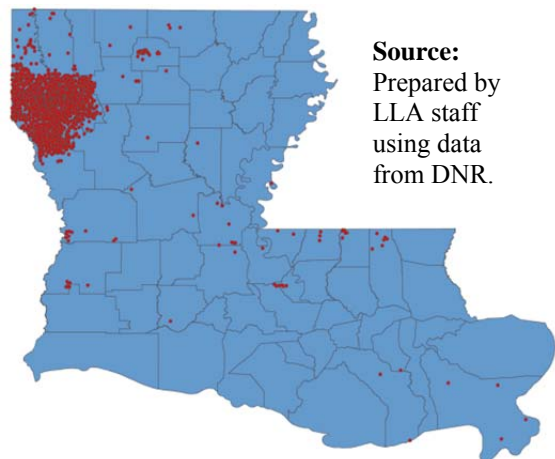 Source:
Prepared by
LLA staff
using data
from DNR.